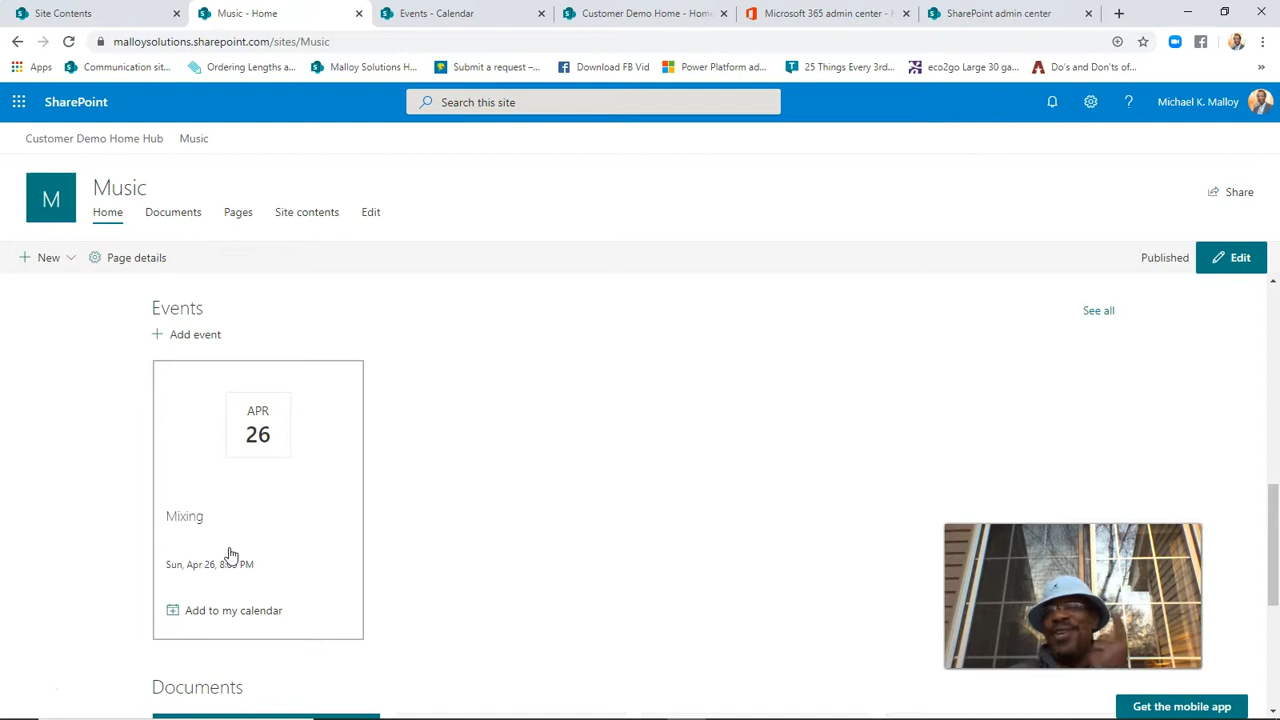 Site Contents
Music - Home
Events - Calendar
Customer Demo Home - Home
Microsoft 365 admin center -
SharePoint admin center
malloysolutions.sharepoint.com/sites/Music
Apps
Communication sit...
Ordering Lengths a...
Malloy Solutions H...
Submit a request –...
Download FB Vid
Power Platform ad...
25 Things Every 3rd...
eco2go Large 30 ga...
Do's and Don'ts of...
»
SharePoint
Search this site
?
Michael K. Malloy
Customer Demo Home Hub
Music
M
Music
Share
Home
Documents
Pages
Site contents
Edit
New
Page details
Published
Edit
Events
See all
Add event
APR
26
Mixing
Sun, Apr 26, PM
Add to my calendar
Documents
Get the mobile app